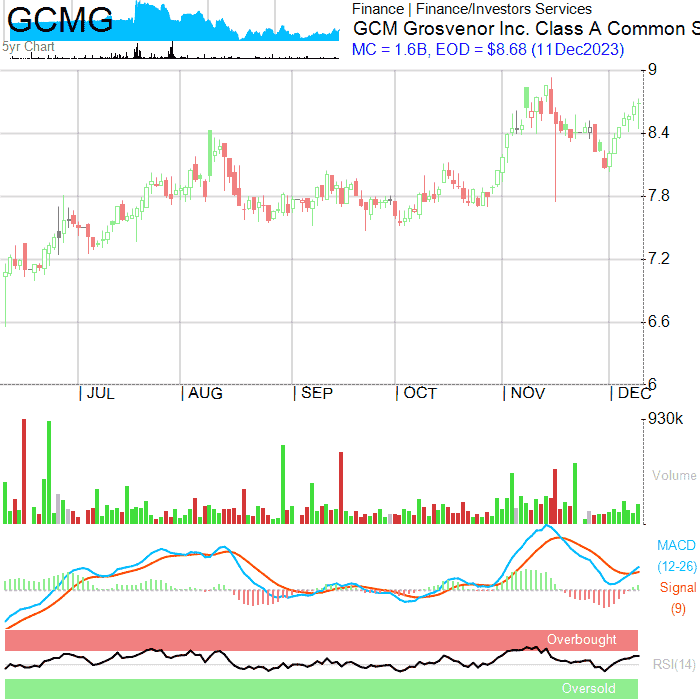 GCMG
5yr Chart
Finance | Finance/Investors Services
GCM Grosvenor Inc. Class A Common S
MC = 1.6B, EOD = $8.68 (11Dec2023)
9
8.4
7.8
7.2
6.6
6
JUL AUG SEP OCT NOV DEC
930k
Volume
MACD
(12-26)
Signal
(9)
Overbought
RSI(14)
Oversold